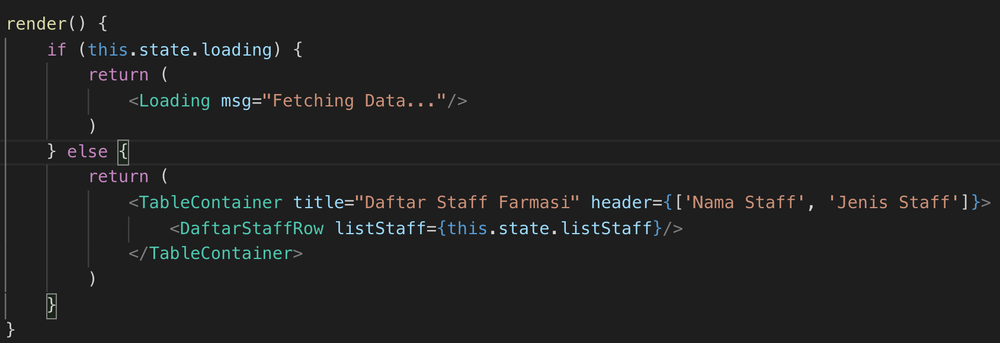 render() {
    if (this.state.loading) {
        return (
            <Loading msg="Fetching Data..."/>
        )
    } else {
        return (
            <TableContainer title="Daftar Staff Farmasi" header={['Nama Staff', 'Jenis Staff']}>
                <DaftarStaffRow listStaff={this.state.listStaff}/>
            </TableContainer>
        )
    }
}